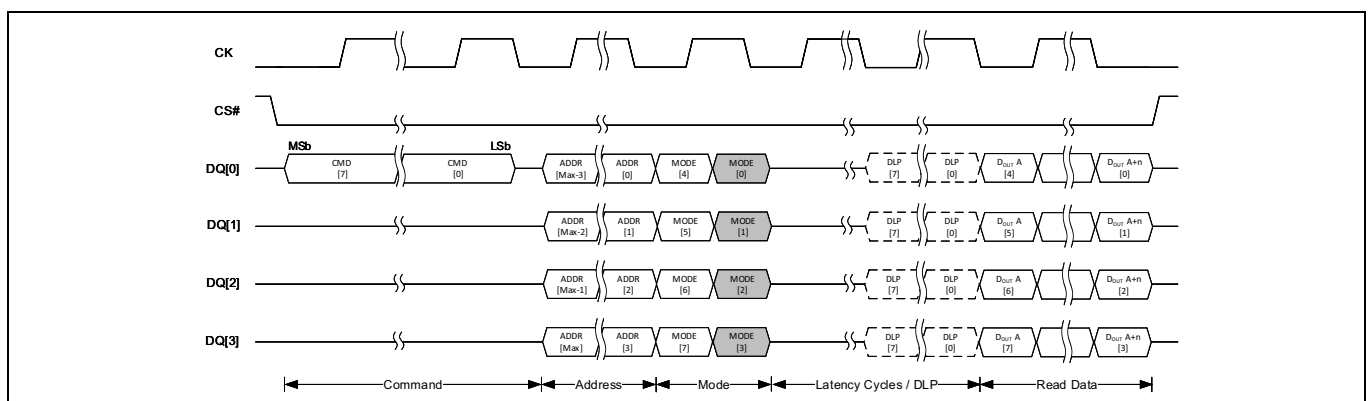 CK
CS#
MSb LSb
DQ[0] CMD [7] CMD [0] ADDR [Max-3] ADDR [0] MODE [4] MODE [0] DLP [7] DLP [0] DOUT A [4] DOUT A+n [0]
DQ[1] ADDR [Max-2] ADDR [1] MODE [5] MODE [1] DLP [7] DLP [0] DOUT A [5] DOUT A+n [1]
DQ[2] ADDR [Max-1] ADDR [2] MODE [6] MODE [2] DLP [7] DLP [0] DOUT A [6] DOUT A+n [2]
DQ[3] ADDR [Max] ADDR [3] MODE [7] MODE [3] DLP [7] DLP [0] DOUT A [7] DOUT A+n [3]
Command Address Mode Latency Cycles / DLP Read Data